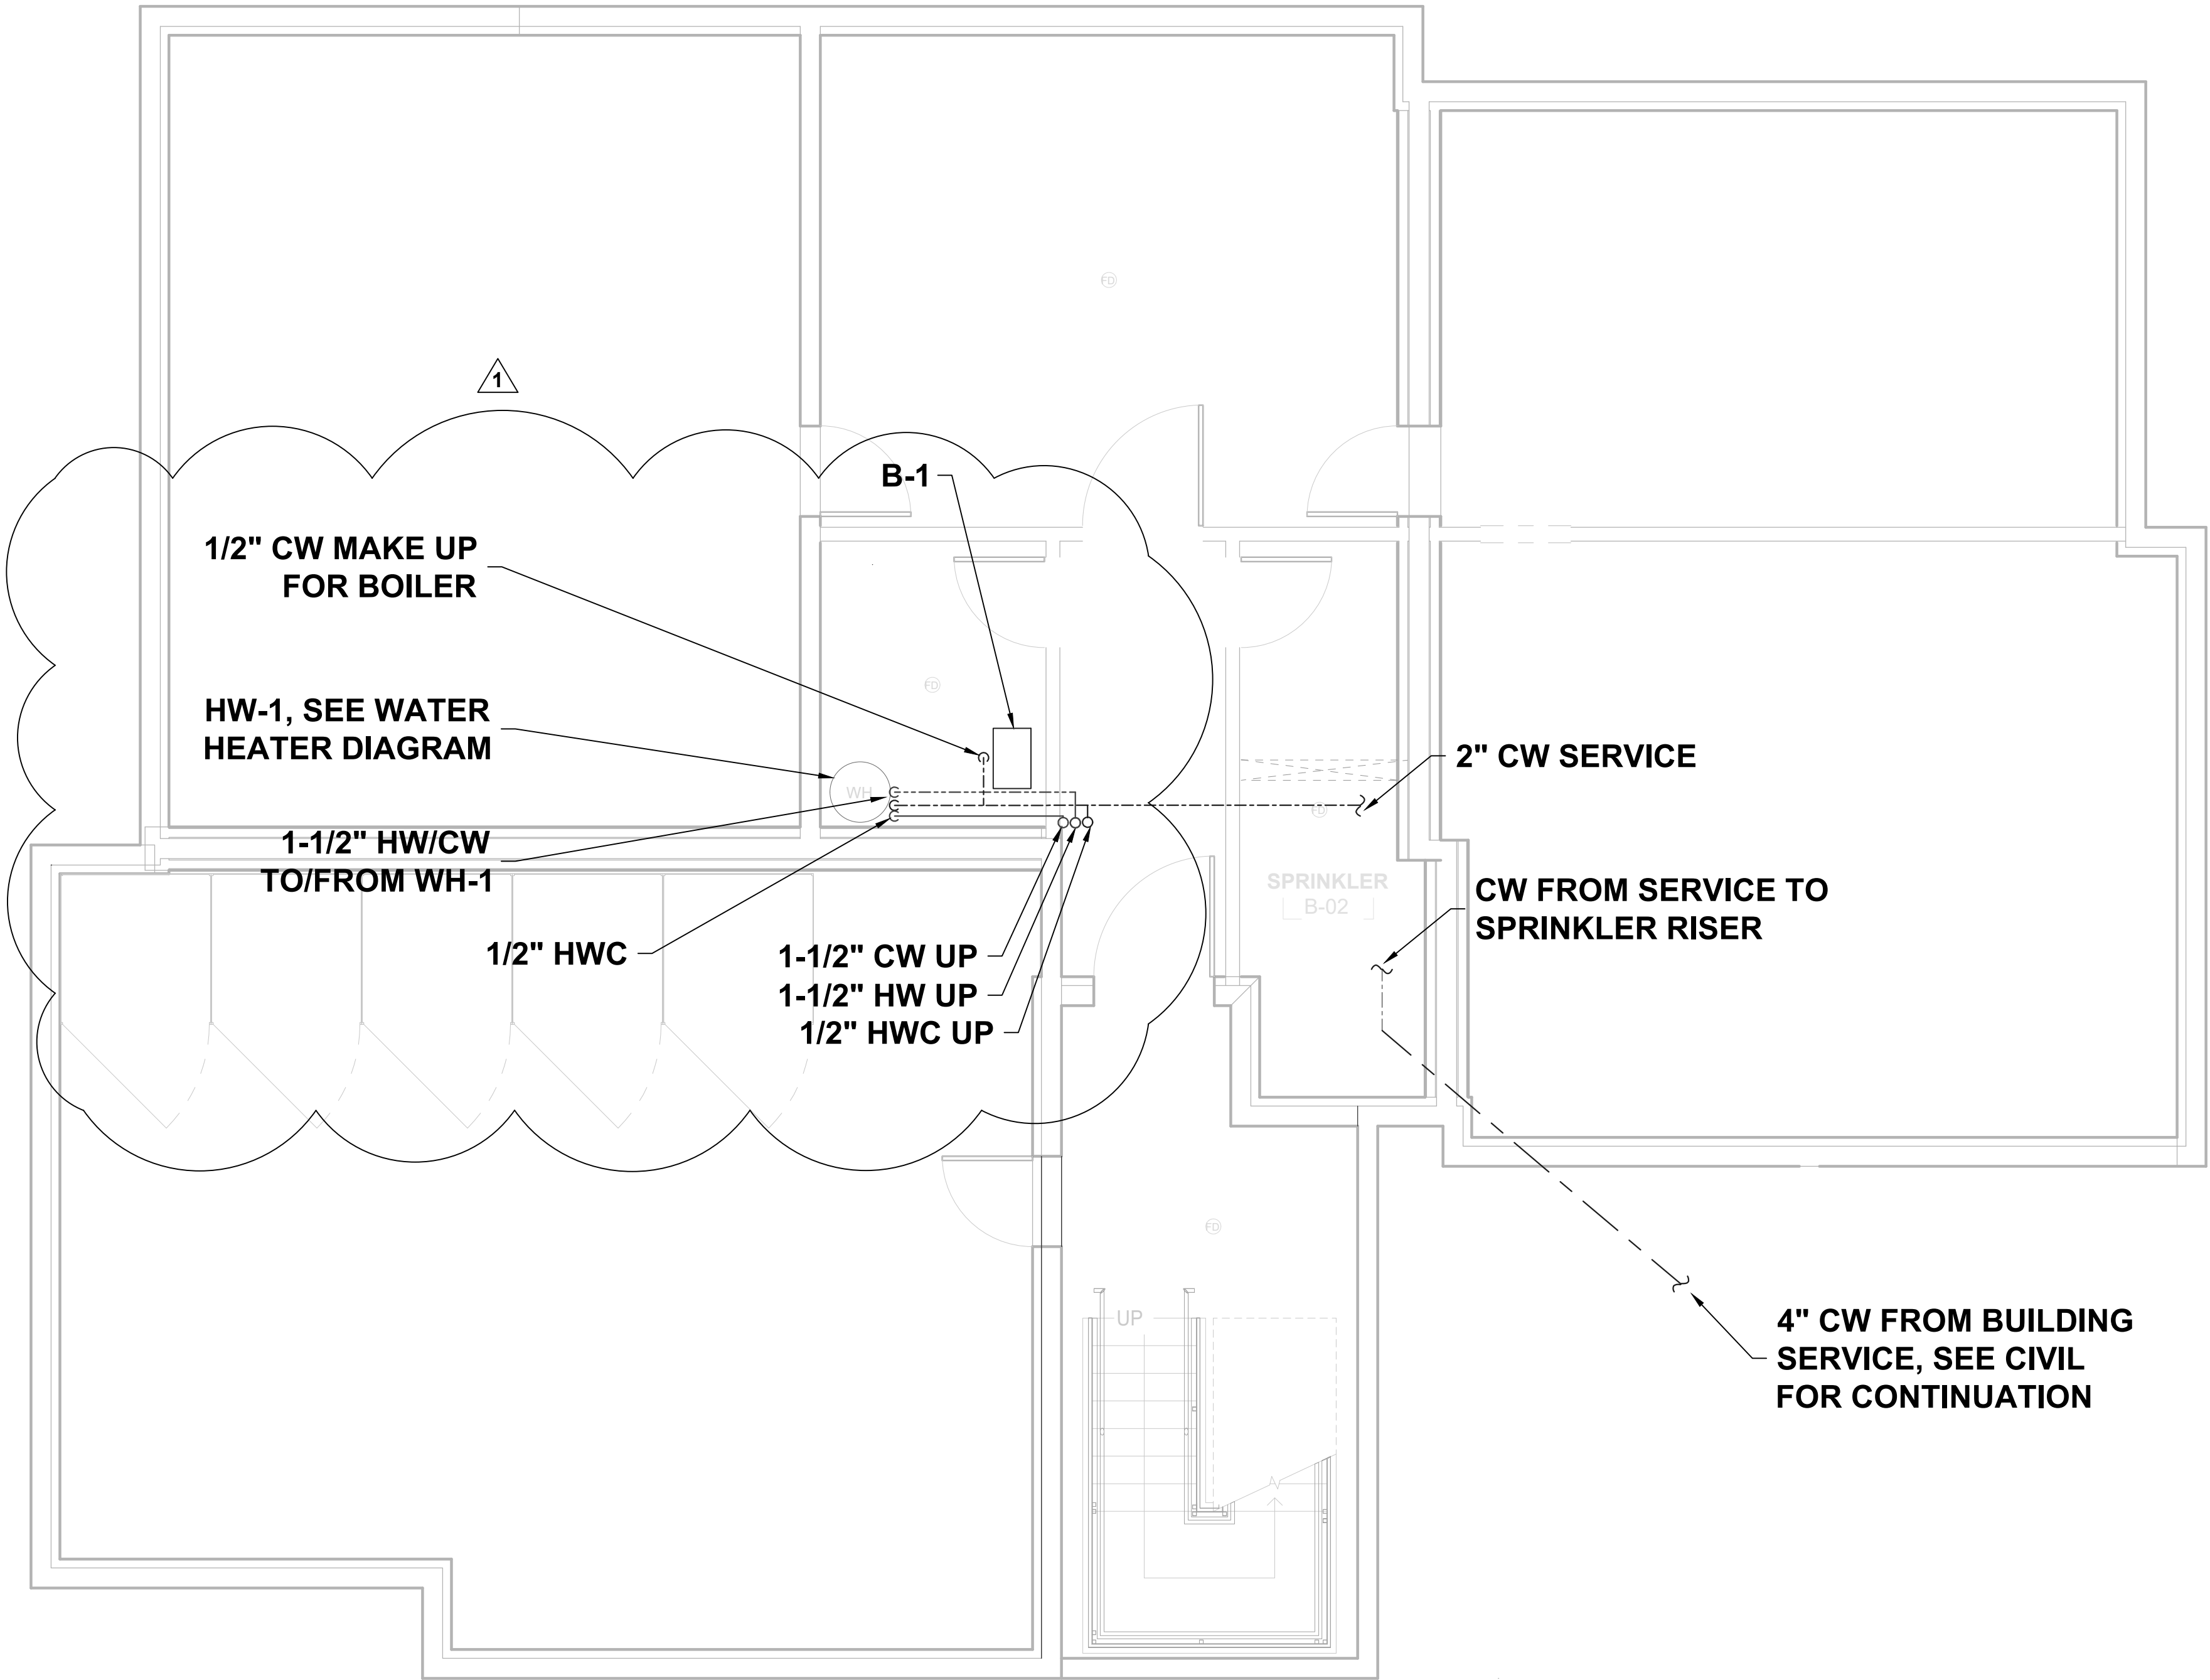 FD
1
B-1
1/2" CW MAKE UP
FOR BOILER
FD
HW-1, SEE WATER
HEATER DIAGRAM
WH
2" CW SERVICE
FD
1-1/2" HW/CW
TO/FROM WH-1
SPRINKLER
B-02
CW FROM SERVICE TO
SPRINKLER RISER
1/2" HWC
1-1/2" CW UP
1-1/2" HW UP
1/2" HWC UP
FD
UP
4" CW FROM BUILDING
SERVICE, SEE CIVIL
FOR CONTINUATION